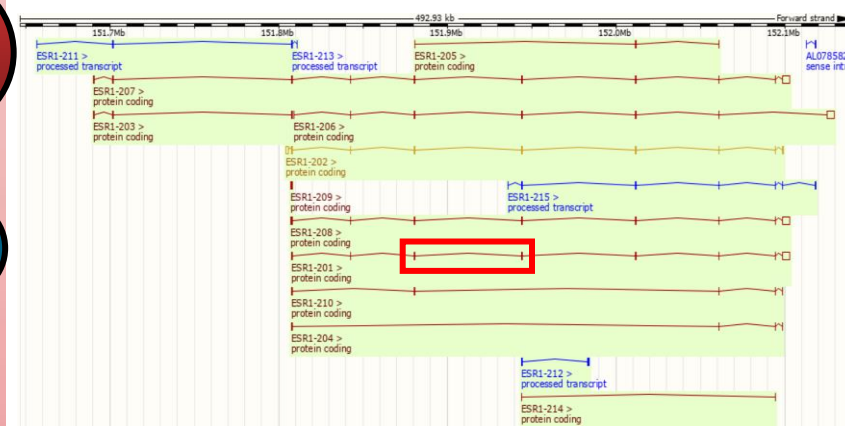 492.93 kb
Forward strand
151.7Mb 151.8Mb 151.9Mb 152.0Mb 152.1Mb
ESR1-211 > ESR1-213 > ESR1-205 >
processed transcript processed transcript protein coding
sense
ESR1-207 >
protein coding
ESR1-203 > ESR1-206 >
protein coding protein coding
ESR1-202 >
protein coding
ESR1-209 > ESR1-215 >
protein coding processed transcript
ESR1-208 >
protein coding
ESR1-201 >
protein coding
ESR1-210 >
protein coding
ESR1-204 >
protein coding
ESR1-212 >
processed transcript
ESR1-214 >
protein coding